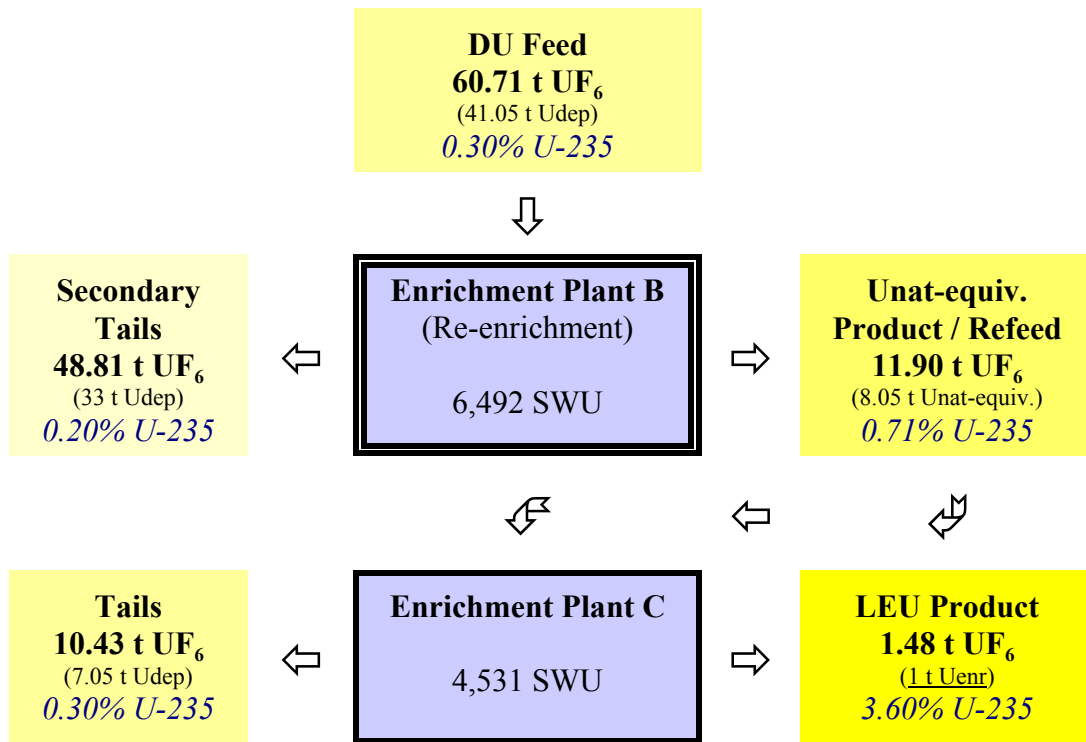 DU Feed
60.71 t UF₆
(41.05 t Udep)
0.30% U-235
Secondary
Tails
48.81 t UF₆
(33 t Udep)
0.20% U-235
Enrichment Plant B
(Re-enrichment)
6,492 SWU
Unat-equiv.
Product / Refeed
11.90 t UF₆
(8.05 t Unat-equiv.)
0.71% U-235
Tails
10.43 t UF₆
(7.05 t Udep)
0.30% U-235
Enrichment Plant C
4,531 SWU
LEU Product
1.48 t UF₆
(1 t Uenr)
3.60% U-235